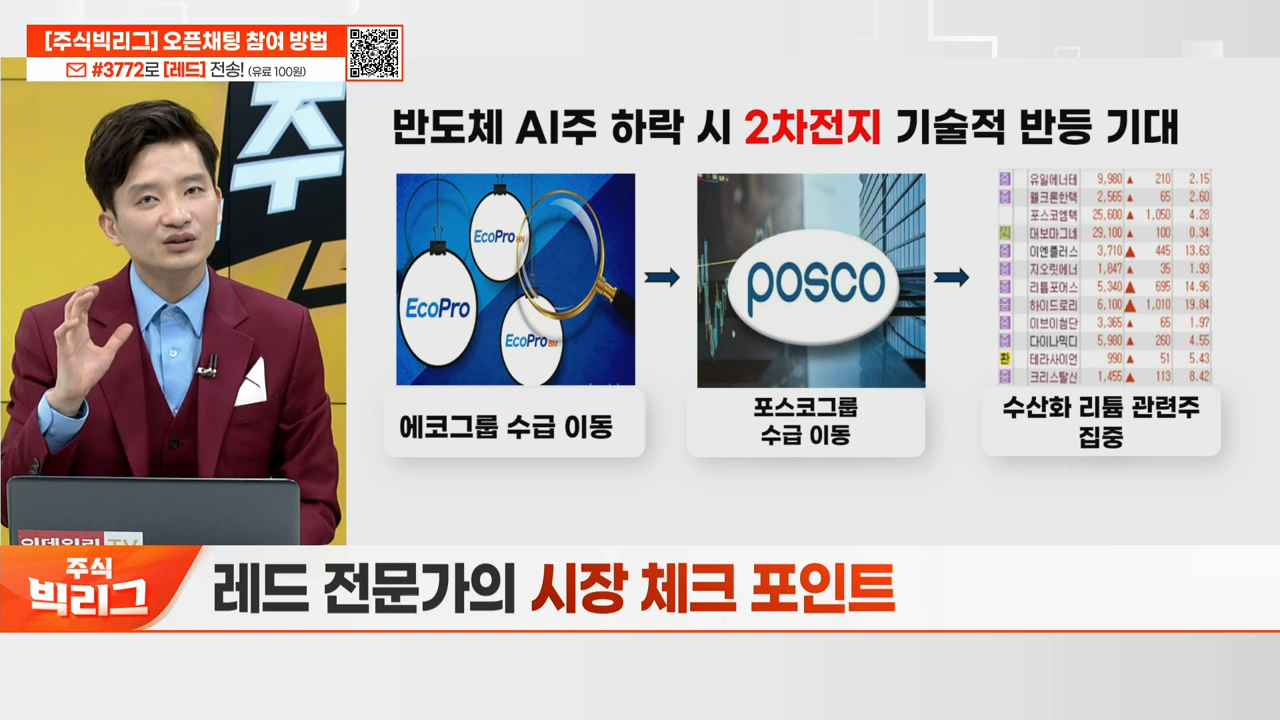 [주식빅리그] 오픈채팅 참여 방법
#3772로 [레드] 전송! (유료 100원)
주
반도체 AI주 하락 시 2차전지 기술적 반등 기대
EcoPro HN
EcoPro
EcoPro BM
posco
유일에너테 9,980 ▲ 210 2.15
웰크론한텍 2,565 ▲ 65 2.60
포스코엠텍 25,600 ▲ 1,050 4.28
신 대보마그네 29,100 ▲ 100 0.34
이엔플러스 3,710 ▲ 445 13.63
지오릿에너 1,847 ▲ 35 1.93
리튬포어스 5,340 ▲ 695 14.96
하이드로리 6,100 ▲ 1,010 19.84
이브이첨단 3,365 ▲ 65 1.97
다이나믹디 5,980 ▲ 260 4.55
환 테라사이언 990 ▲ 51 5.43
크리스탈신 1,455 ▲ 113 8.42
에코그룹 수급 이동
포스코그룹
수급 이동
수산화 리튬 관련주
집중
이데일리 TV
주식
빅리그
레드 전문가의 시장 체크 포인트